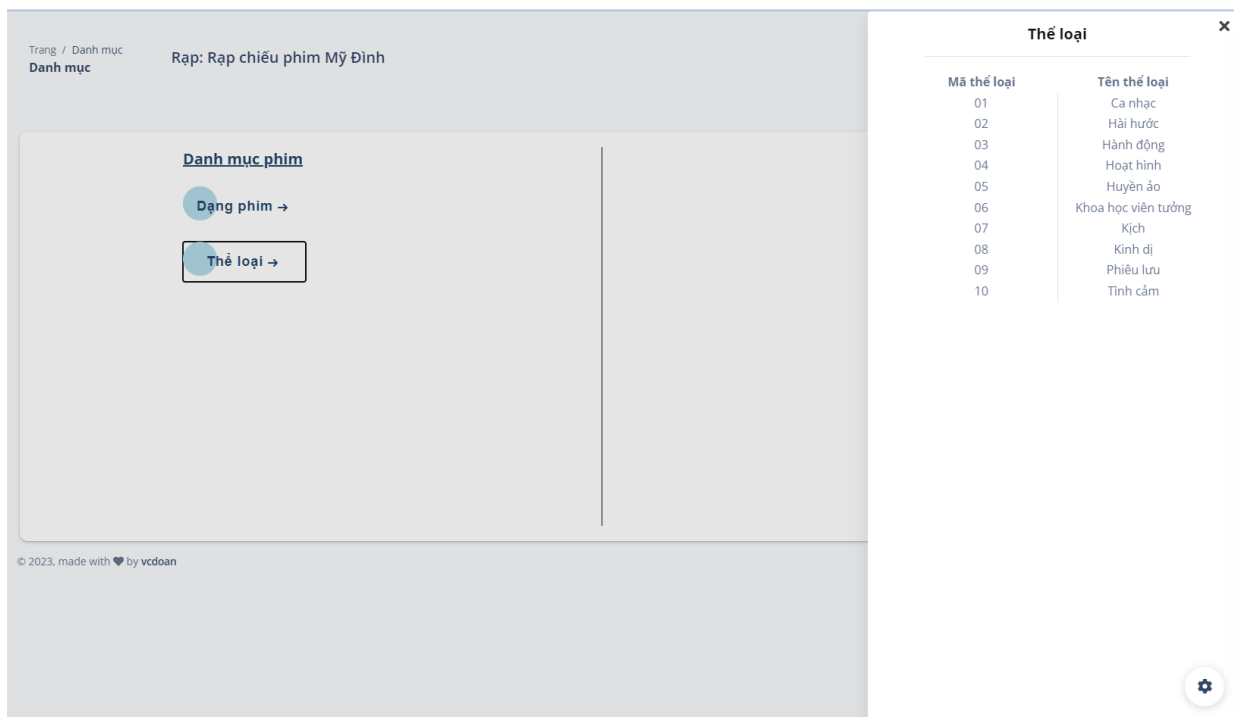 Trang / Danh mục
Danh mục
Rạp: Rạp chiếu phim Mỹ Đình
Danh mục phim
Dạng phim →
Thể loại →
© 2023, made with ♥ by vcdoan
Thể loại
Mã thể loại Tên thể loại
01 Ca nhạc
02 Hài hước
03 Hành động
04 Hoạt hình
05 Huyền ảo
06 Khoa học viên tưởng
07 Kịch
08 Kinh dị
09 Phiêu lưu
10 Tình cảm